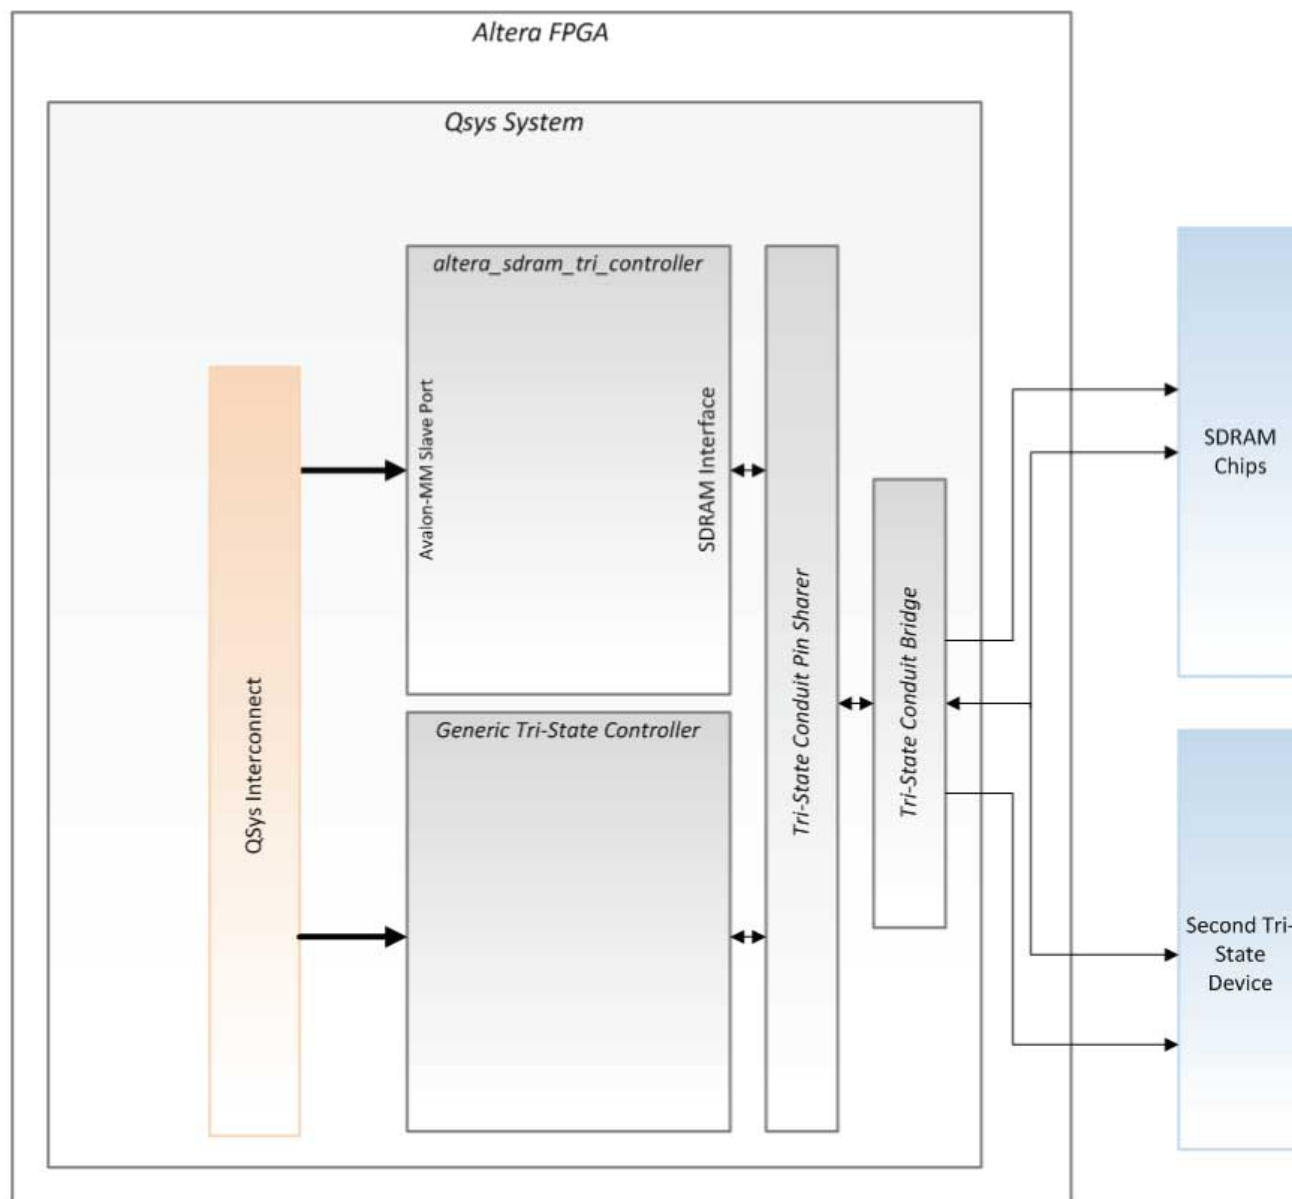 Altera FPGA
Qsys System
altera_sdram_tri_controller
Avalon-MM Slave Port
SDRAM Interface
QSys Interconnect
Generic Tri-State Controller
Tri-State Conduit Pin Sharer
Tri-State Conduit Bridge
SDRAM
Chips
Second Tri-
State
Device